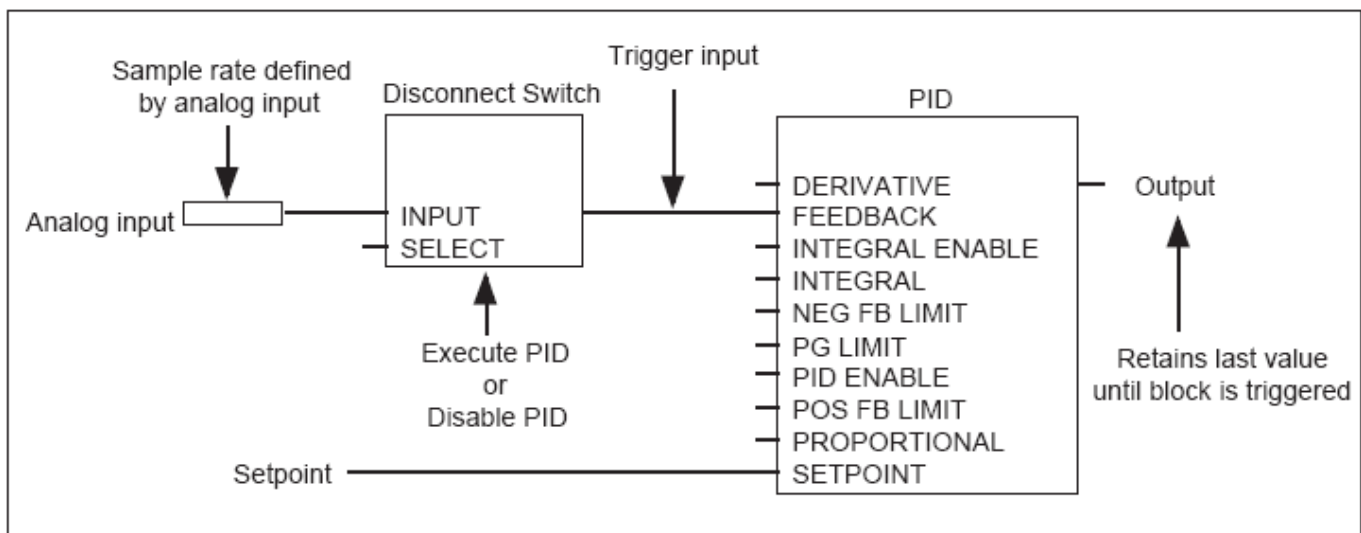 Sample rate defined
by analog input
Analog input
Disconnect Switch
INPUT
SELECT
Execute PID
or
Disable PID
Trigger input
PID
DERIVATIVE
FEEDBACK
INTEGRAL ENABLE
INTEGRAL
NEG FB LIMIT
PG LIMIT
PID ENABLE
POS FB LIMIT
PROPORTIONAL
SETPOINT
Setpoint
Output
Retains last value
until block is triggered